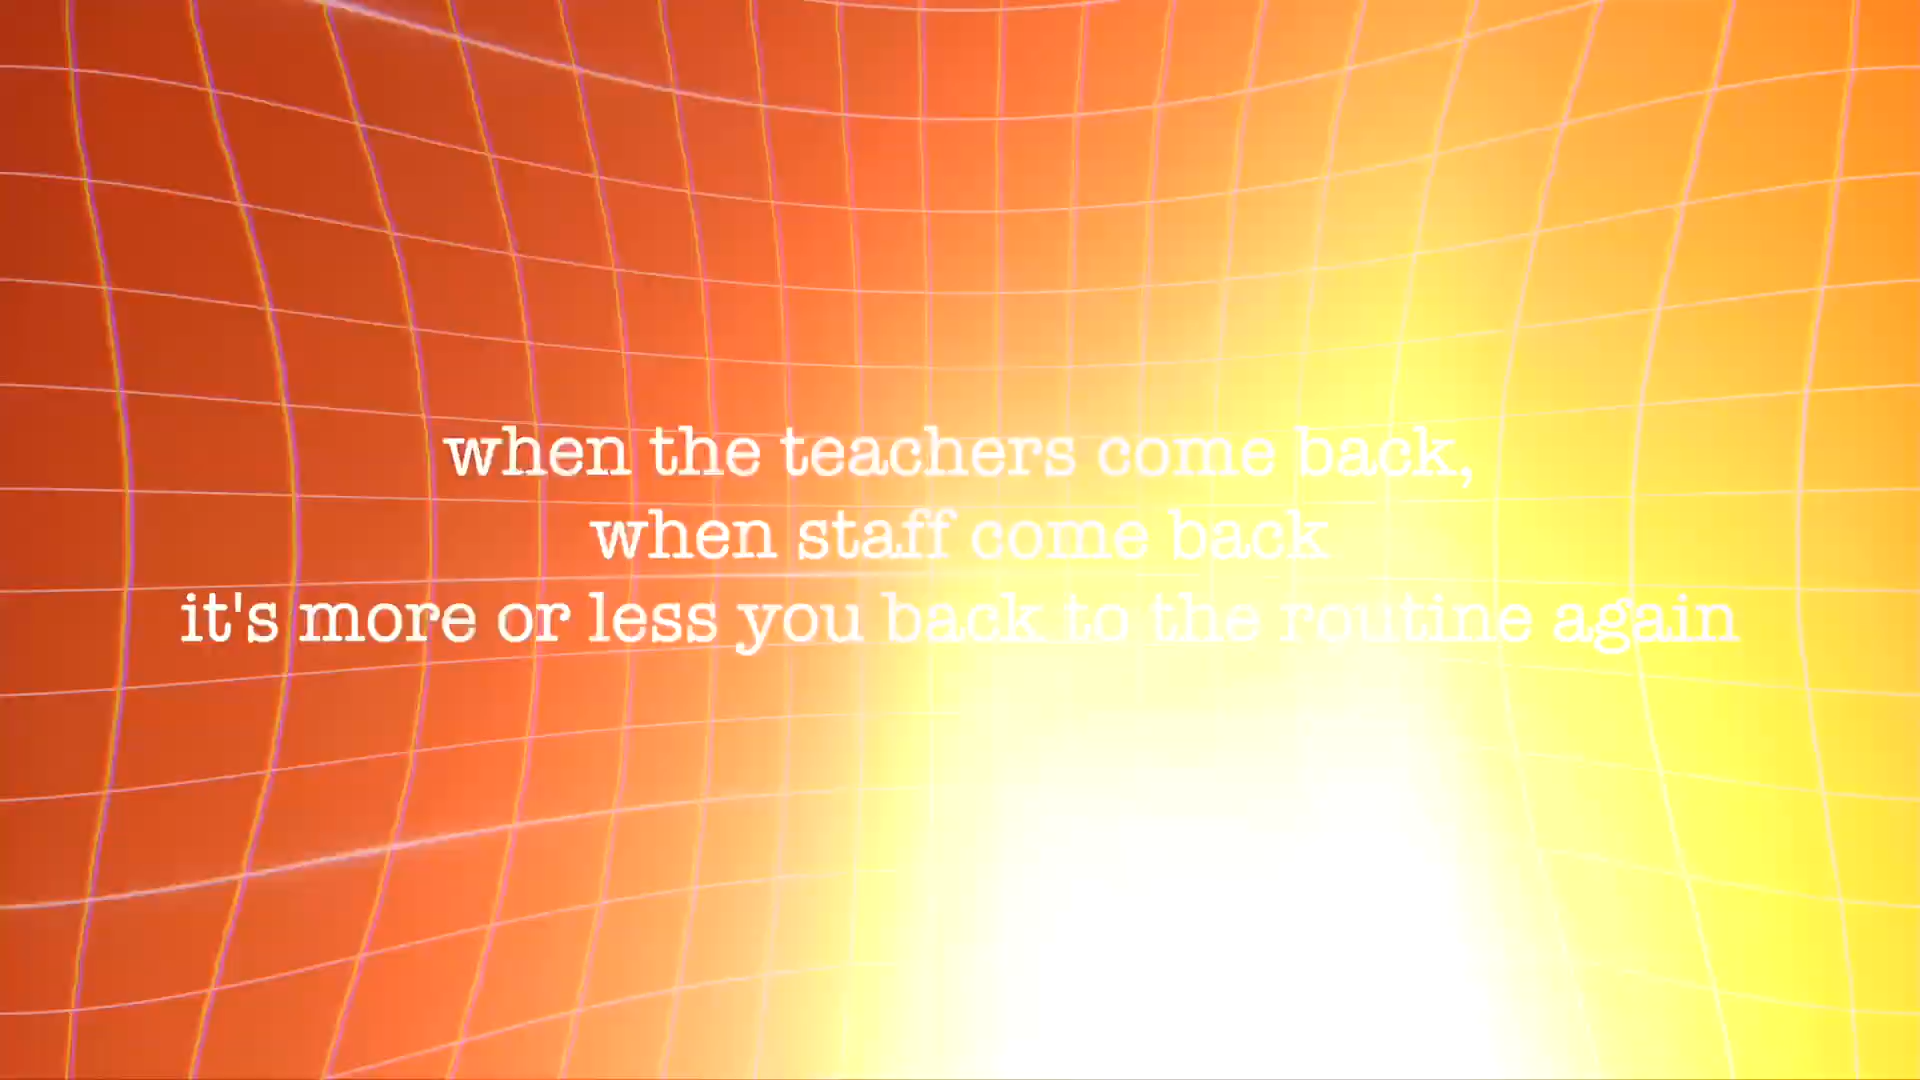 when the teachers come back,
when staff come back
it's more or less you back to the routine again